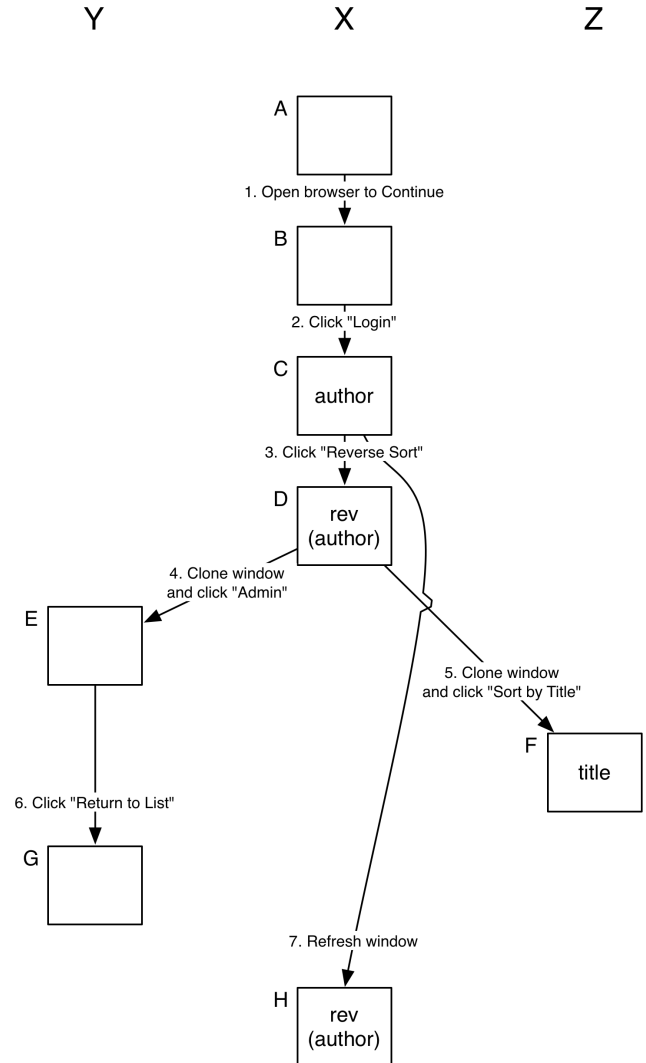 Y X Z
A
1. Open browser to Continue
B
2. Click "Login"
C
author
3. Click "Reverse Sort"
D
rev
(author)
4. Clone window
and click "Admin"
E
5. Clone window
and click "Sort by Title"
F
title
6. Click "Return to List"
G
7. Refresh window
H
rev
(author)